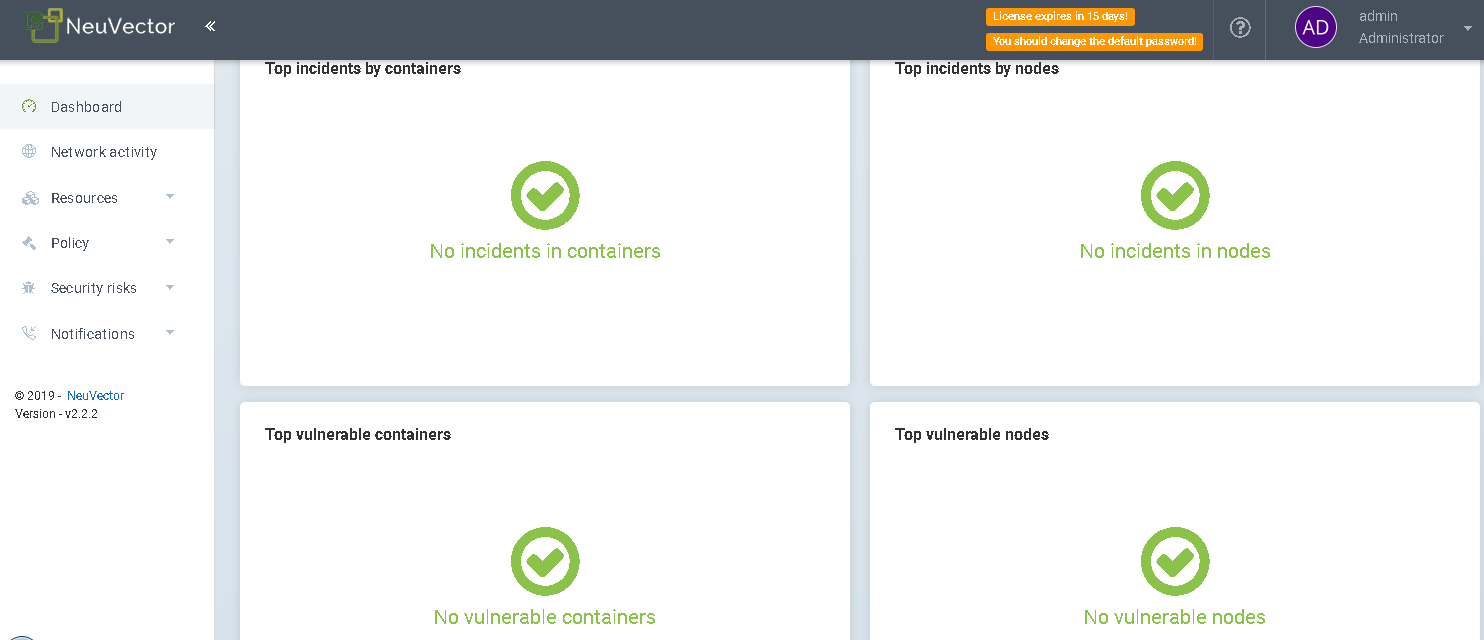 NeuVector
«
License expires in 15 days!
You should change the default password!
?
AD
admin
Administrator
Dashboard
Network activity
Resources
Policy
Security risks
Notifications
© 2019 - NeuVector
Version - v2.2.2
Top incidents by containers
No incidents in containers
Top incidents by nodes
No incidents in nodes
Top vulnerable containers
No vulnerable containers
Top vulnerable nodes
No vulnerable nodes